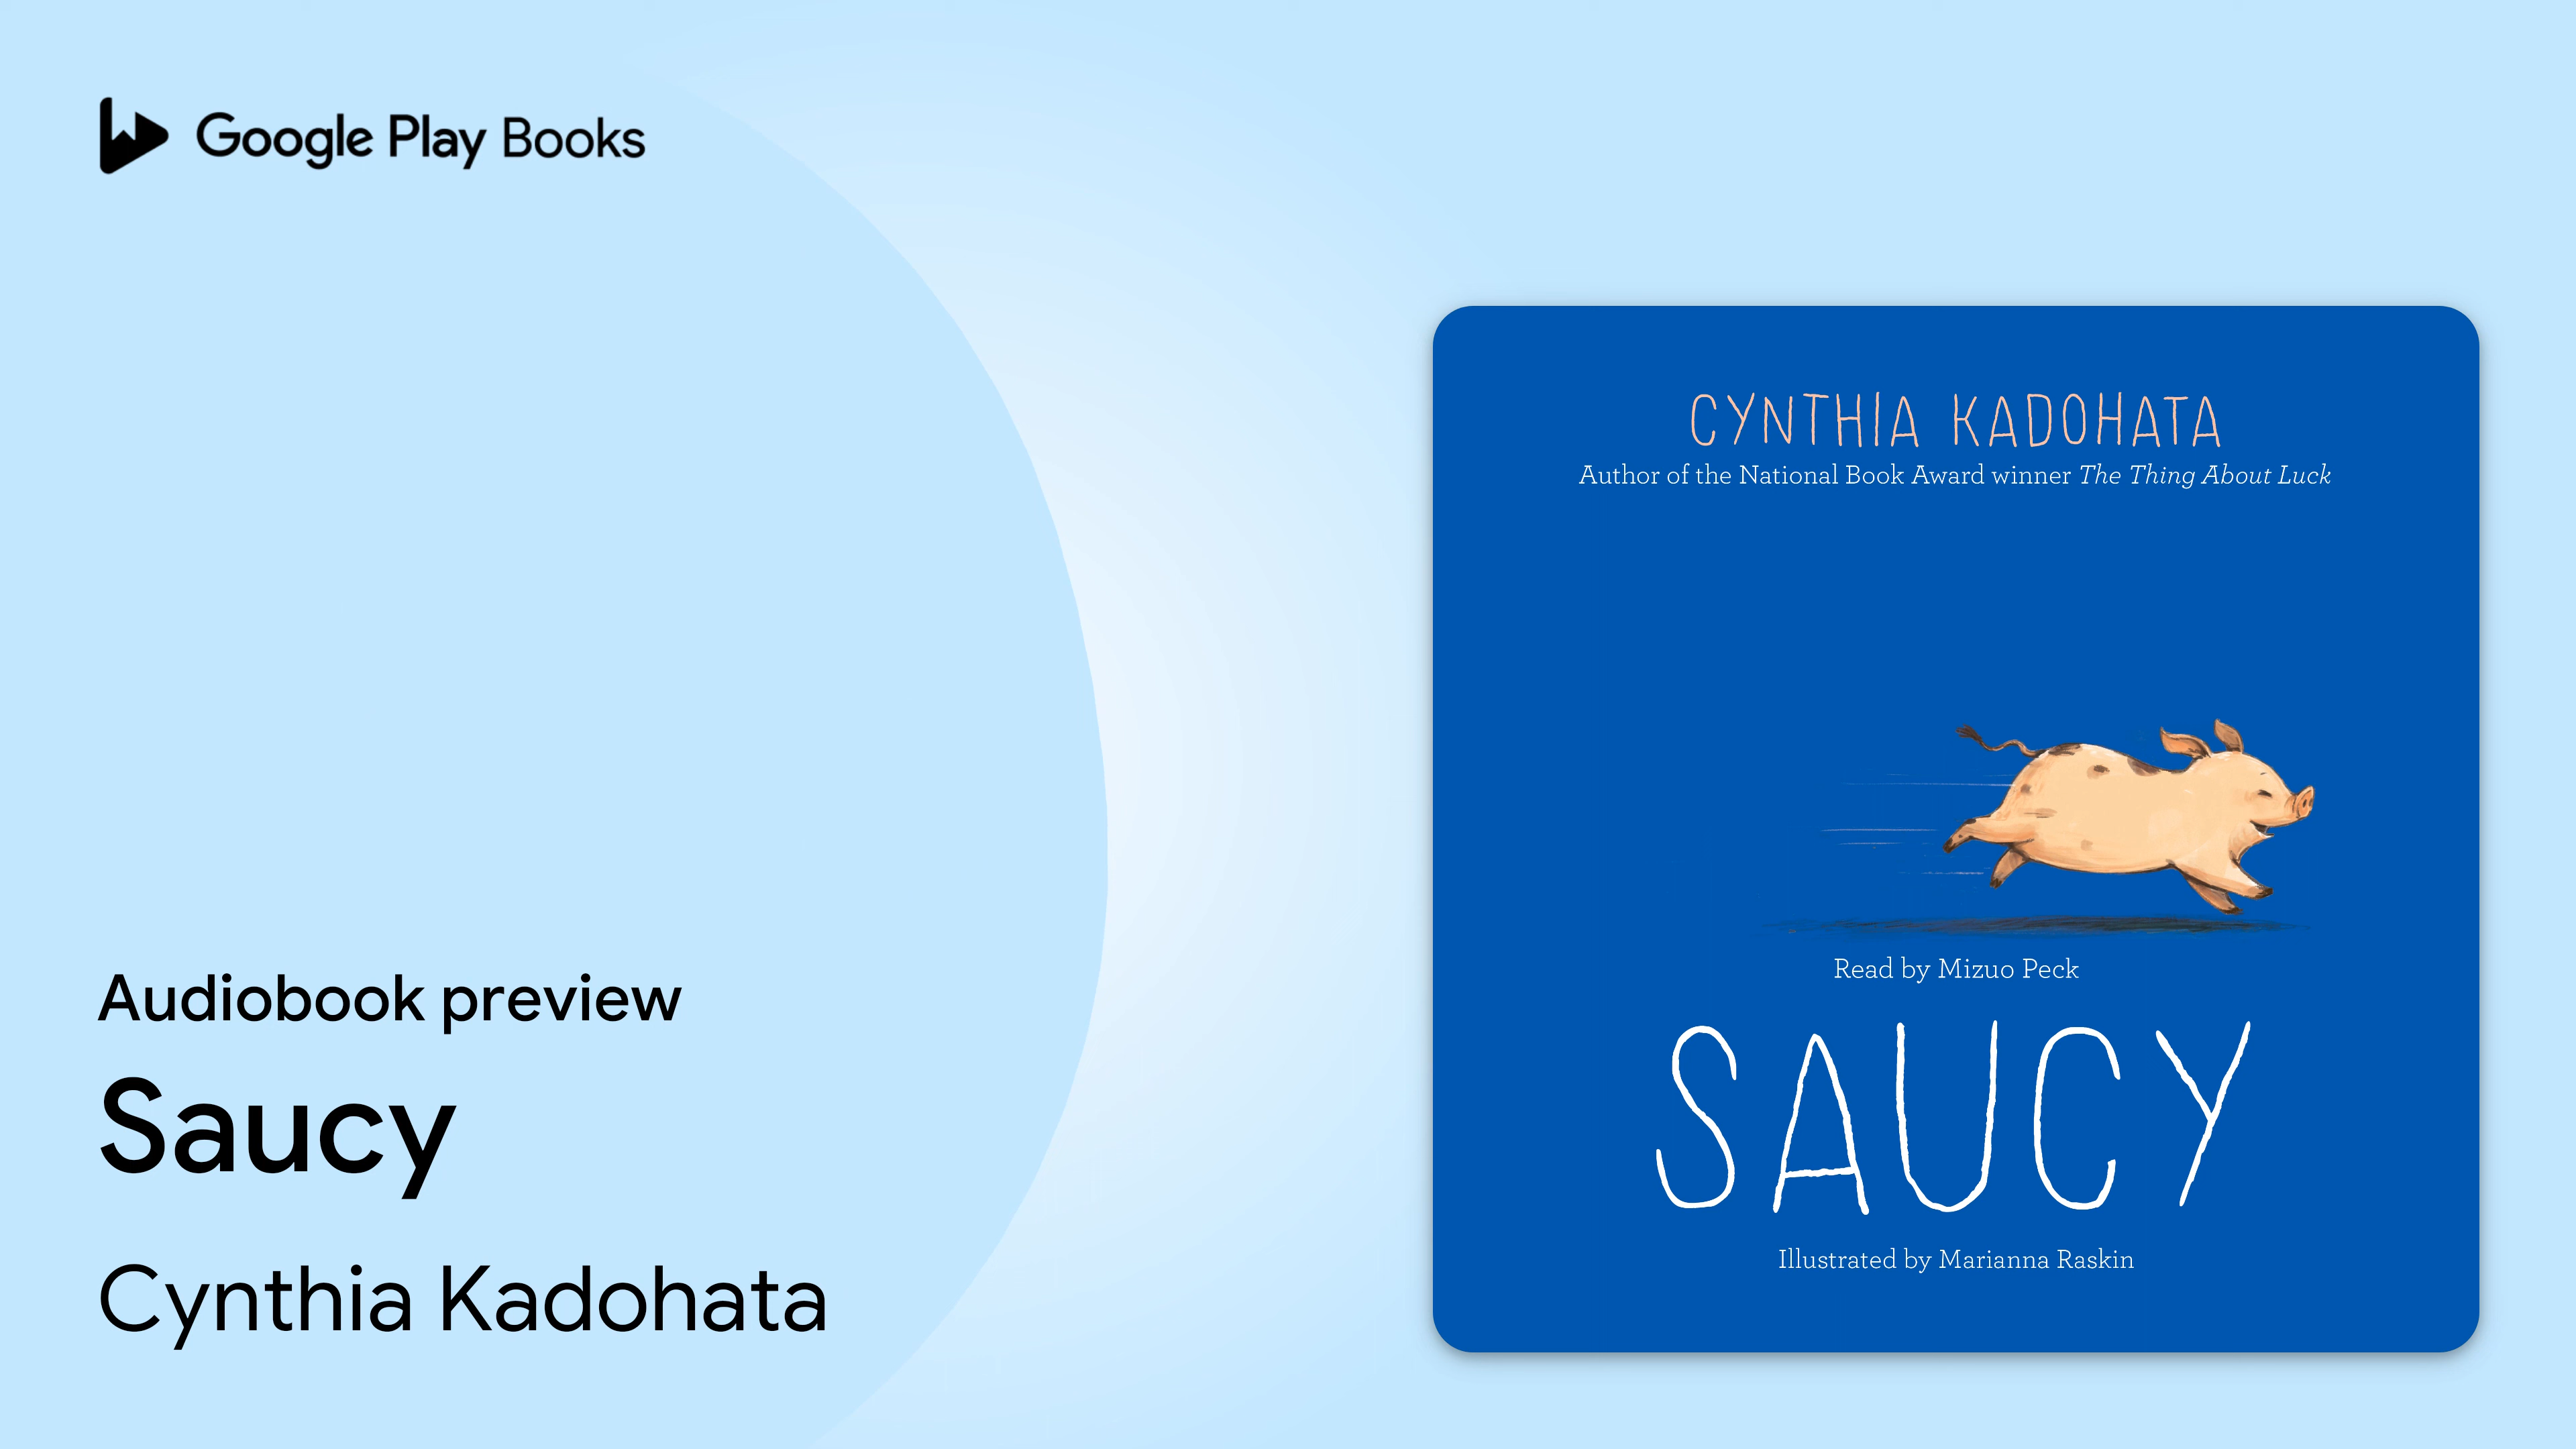 Google Play Books
Audiobook preview
Saucy
Cynthia Kadohata
CYNTHIA KADOHATA
Author of the National Book Award winner The Thing About Luck
Read by Mizuo Peck
SAUCY
Illustrated by Marianna Raskin